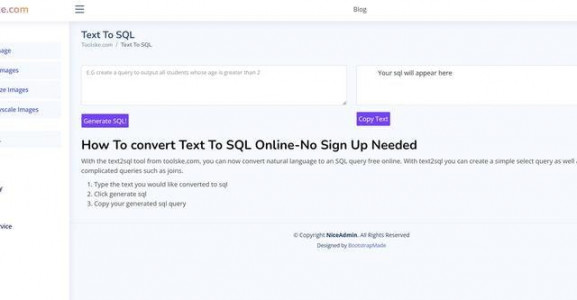 e.com
Blog
Text To SQL
Toolske.com / Text To SQL
age
mages
ze Images
yscale Images
y
vice
E.G create a query to output all students whose age is greater than 2
Your sql will appear here
Generate SQL!
Copy Text
How To convert Text To SQL Online-No Sign Up Needed
With the text2sql tool from toolske.com, you can now convert natural language to an SQL query free online. With text2sql you can create a simple select query as well a
complicated queries such as joins.
1. Type the text you would like converted to sql
2. Click generate sql
3. Copy your generated sql query
© Copyright NiceAdmin. All Rights Reserved
Designed by BootstrapMade